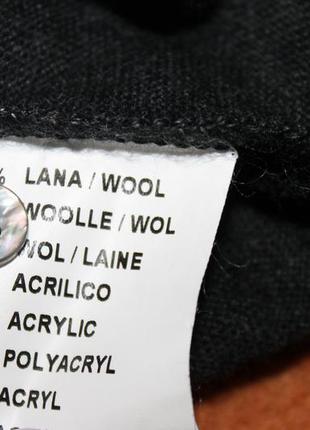 % LANA / WOOL
WOOLLE / WOL
WOL / LAINE
ACRILICO
ACRYLIC
POLYACRYL
ACRYL